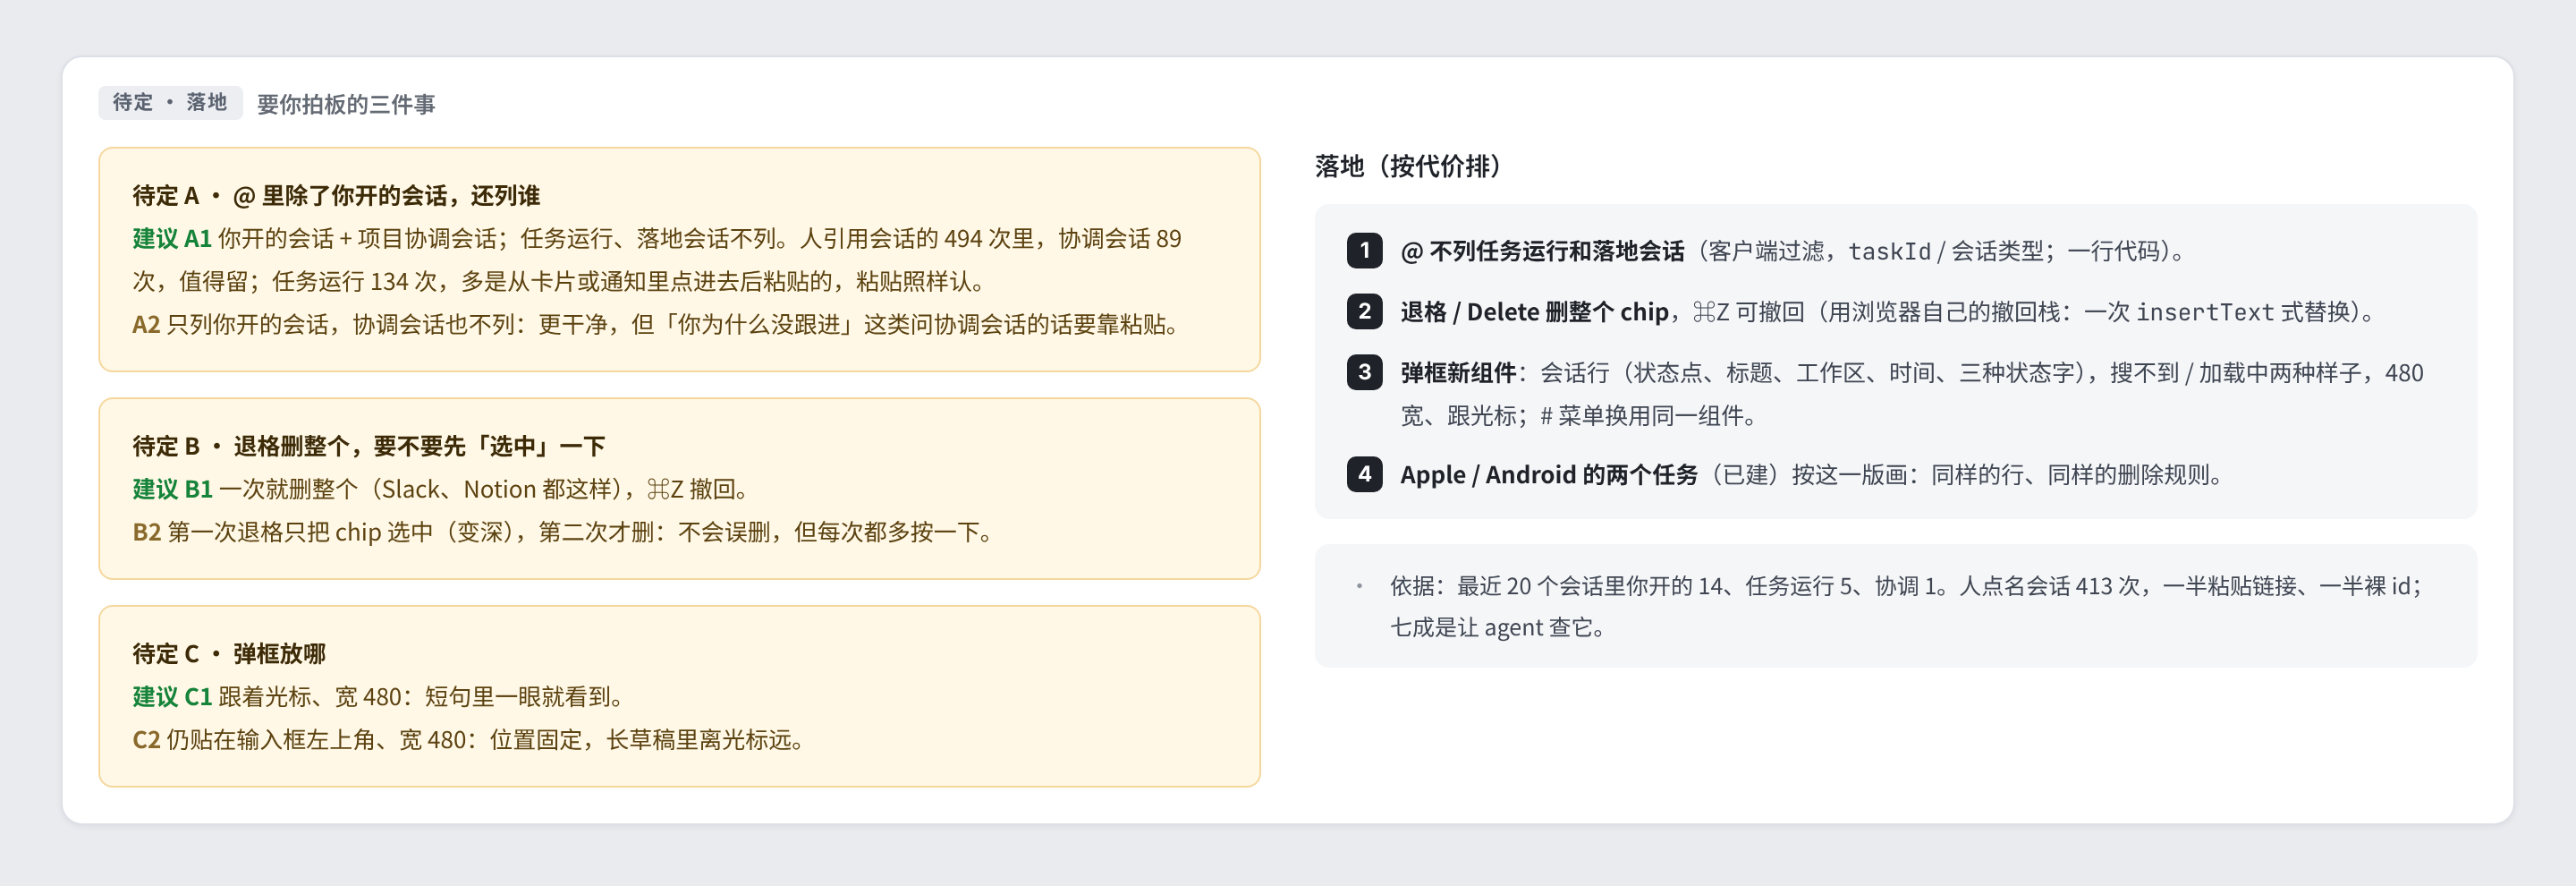 待定 · 落地 要你拍板的三件事
待定 A · @ 里除了你开的会话，还列谁
建议 A1 你开的会话 + 项目协调会话；任务运行、落地会话不列。人引用会话的 494 次里，协调会话 89
次，值得留；任务运行 134 次，多是从卡片或通知里点进去后粘贴的，粘贴照样认。
A2 只列你开的会话，协调会话也不列：更干净，但「你为什么没跟进」这类问协调会话的话要靠粘贴。
待定 B · 退格删整个，要不要先「选中」一下
建议 B1 一次就删整个（Slack、Notion 都这样），⌘Z 撤回。
B2 第一次退格只把 chip 选中（变深），第二次才删：不会误删，但每次都多按一下。
待定 C · 弹框放哪
建议 C1 跟着光标、宽 480：短句里一眼就看到。
C2 仍贴在输入框左上角、宽 480：位置固定，长草稿里离光标远。
落地（按代价排）
1 @ 不列任务运行和落地会话（客户端过滤，taskId / 会话类型；一行代码）。
2 退格 / Delete 删整个 chip，⌘Z 可撤回（用浏览器自己的撤回栈：一次 insertText 式替换）。
3 弹框新组件：会话行（状态点、标题、工作区、时间、三种状态字），搜不到 / 加载中两种样子，480
宽、跟光标；# 菜单换用同一组件。
4 Apple / Android 的两个任务（已建）按这一版画：同样的行、同样的删除规则。
· 依据：最近 20 个会话里你开的 14、任务运行 5、协调 1。人点名会话 413 次，一半粘贴链接、一半裸 id；
七成是让 agent 查它。